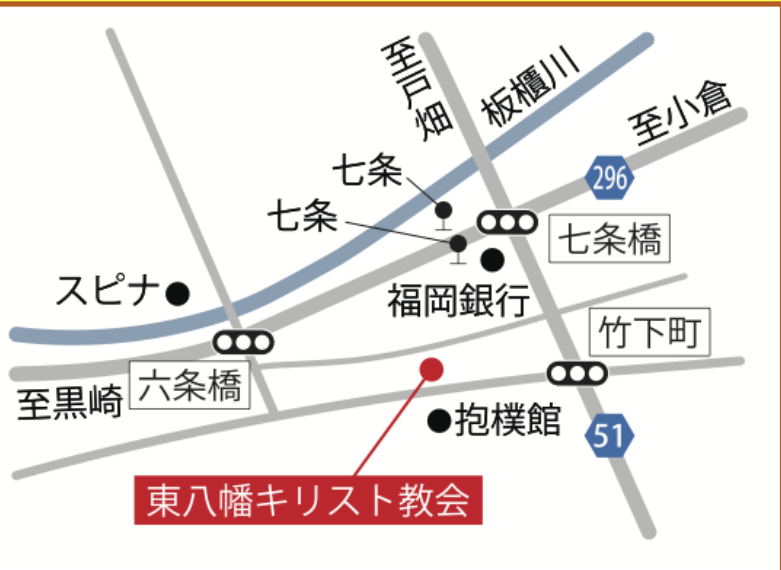 至戸畑
板櫃川
至小倉
296
七条
七条
七条橋
スピナ
福岡銀行
竹下町
六条橋
至黒崎
抱樸館
51
東八幡キリスト教会